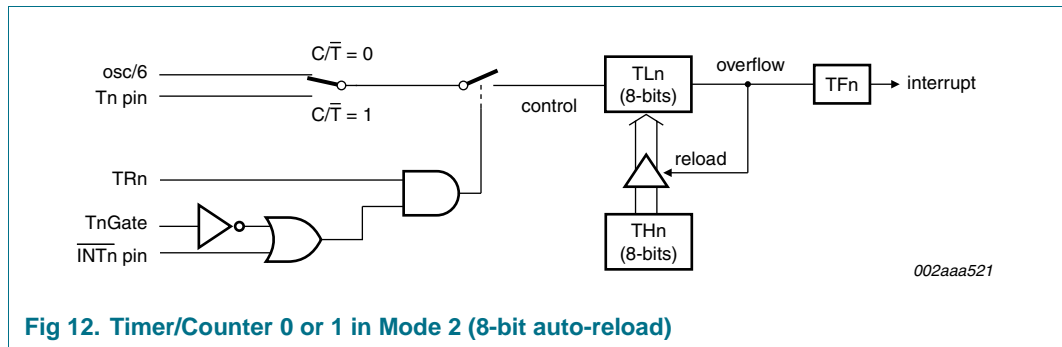 C/T̅ = 0
osc/6
Tn pin
C/T̅ = 1
control
TLn
(8-bits)
overflow
TFn
interrupt
reload
TRn
TnGate
I̅N̅T̅n̅ pin
THn
(8-bits)
002aaa521
Fig 12. Timer/Counter 0 or 1 in Mode 2 (8-bit auto-reload)